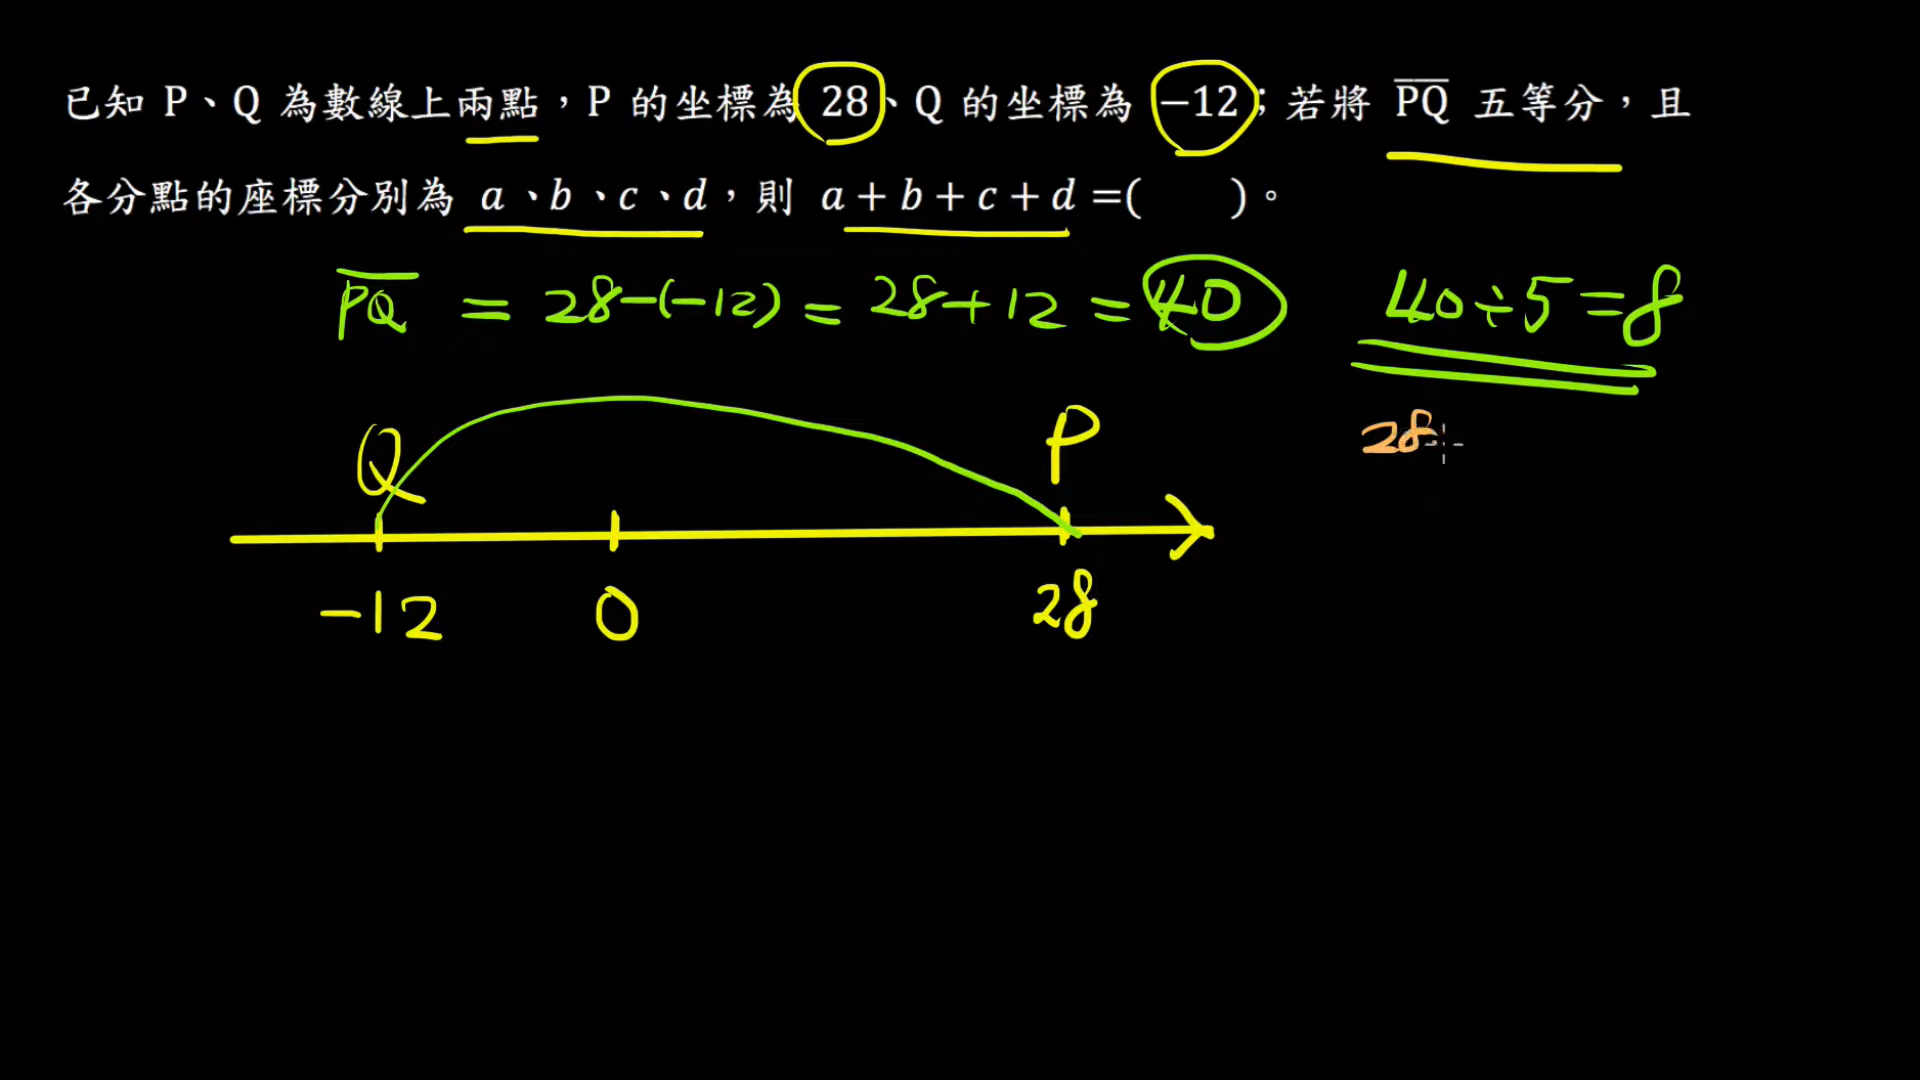 已知 P、Q 為數線上兩點，P 的坐標為 28、Q 的坐標為 −12；若將 P̅Q̅ 五等分，且
各分點的座標分別為 a、b、c、d，則 a + b + c + d =(　　)。
P̅Q̅ = 28-(-12) = 28+12 = 40
40÷5=8
28
Q
P
-12
0
28